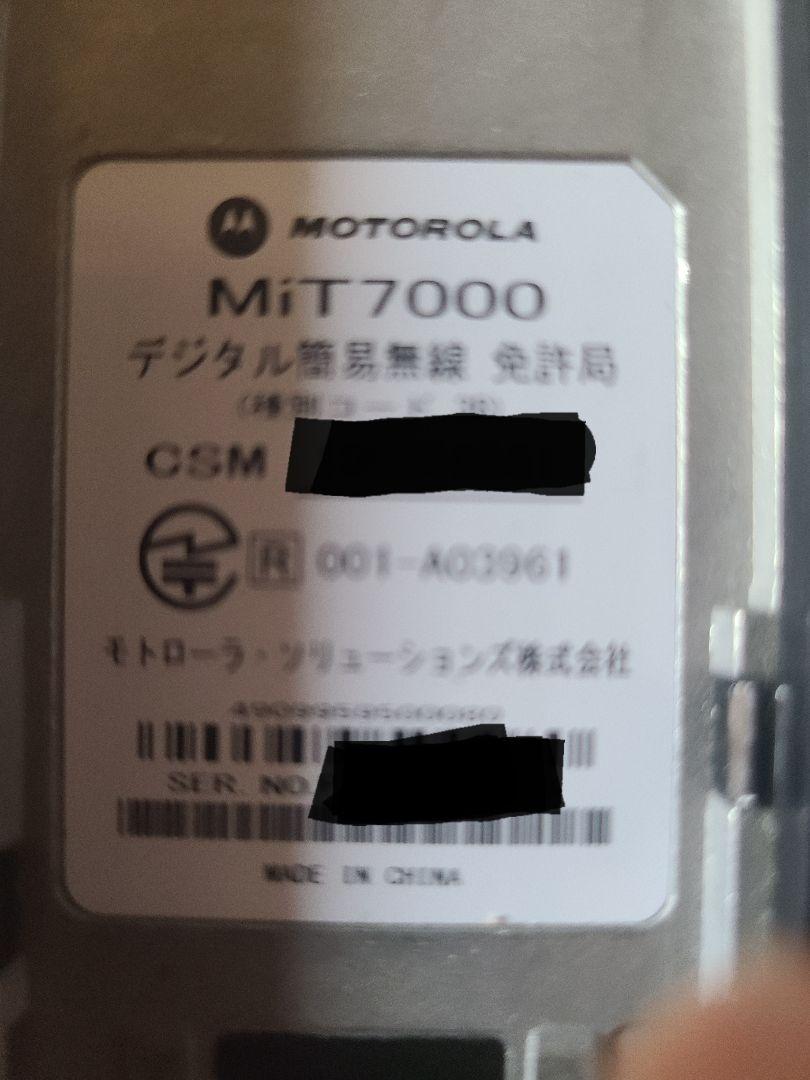 MOTOROLA
MiT7000
デジタル簡易無線 免許局
CSM
R 001-A03961
モトローラ・ソリューションズ株式会社
SER. NO.
MADE IN CHINA